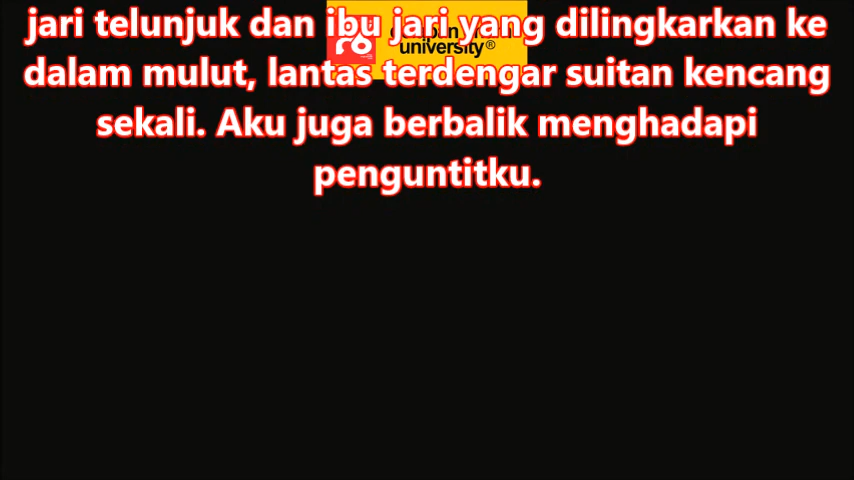 jari telunjuk dan ibu jari yang dilingkarkan ke
dalam mulut, lantas terdengar suitan kencang
sekali. Aku juga berbalik menghadapi
penguntitku.
university®